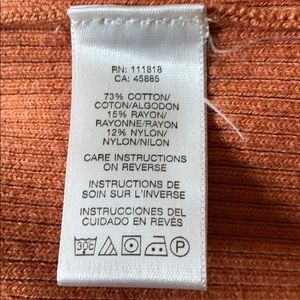 RN: 111818
CA: 45885
73% COTTON/
COTON/ALGODON
15% RAYON/
RAYONNE/RAYON
12% NYLON/
NYLON/NILON
CARE INSTRUCTIONS
ON REVERSE
INSTRUCTIONS DE
SOIN SUR L'INVERSE
INSTRUCCIONES DEL
CUIDADO EN REVÉS
30C P